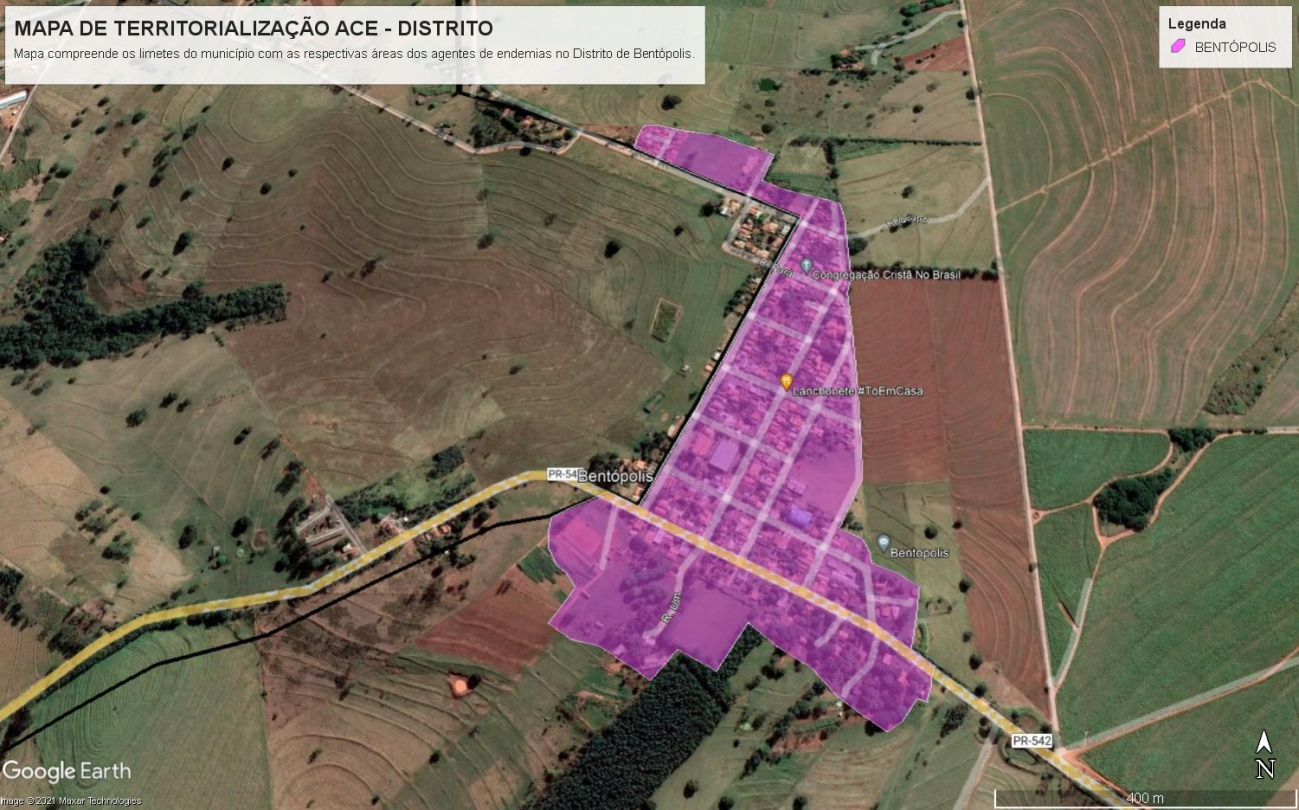 MAPA DE TERRITORIALIZAÇÃO ACE - DISTRITO
Mapa compreende os limetes do município com as respectivas áreas dos agentes de endemias no Distrito de Bentópolis.
Legenda
BENTÓPOLIS
Congregação Cristã No Brasil
Lanchonete #TôEmCasa
PR-54
Bentópolis
Bentopolis
R. Um
PR-542
Google Earth
Image © 2021 Maxar Technologies
400 m
N